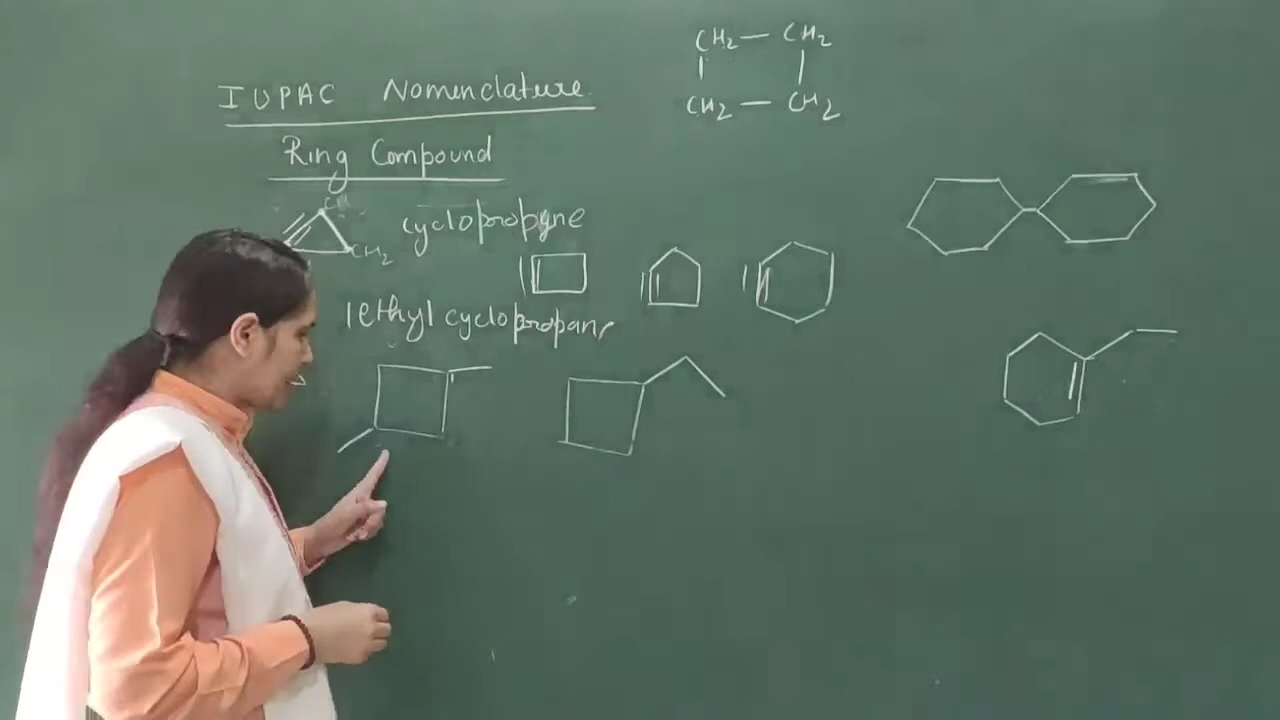 CH2 — CH2
CH2 — CH2
IUPAC Nomenclature
Ring Compound
cyclopropyne
CH2
1ethyl cyclopropane